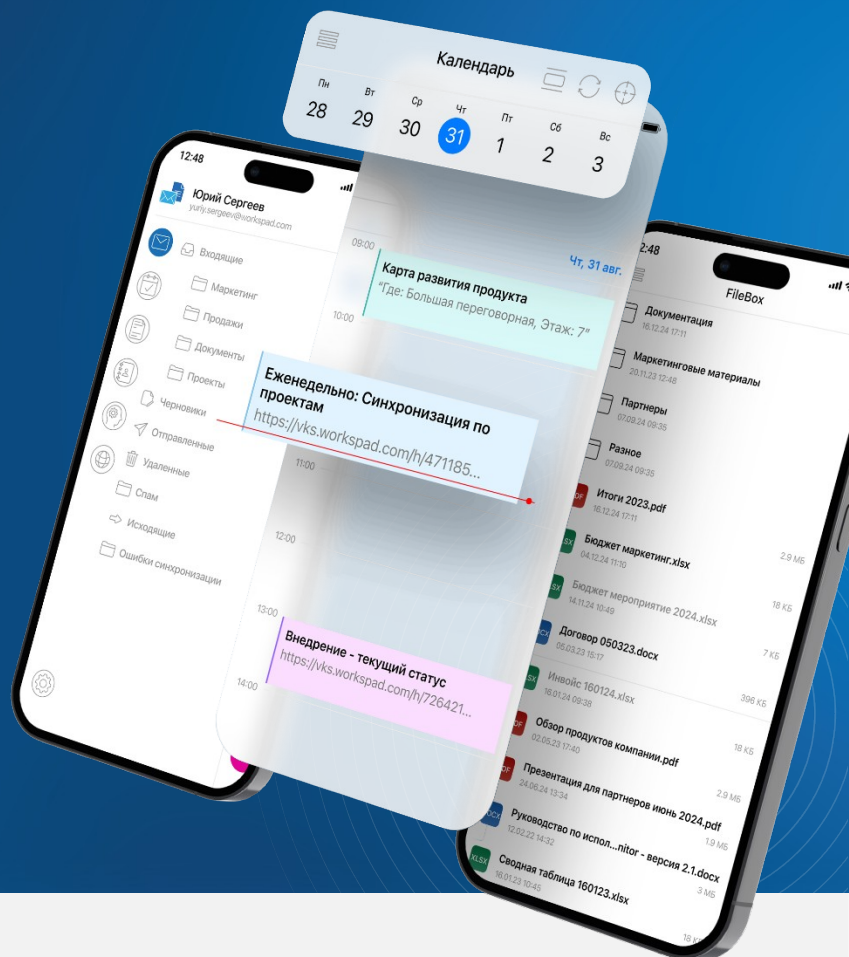 Календарь
Пн Вт Ср Чт Пт Сб Вс
28 29 30 31 1 2 3
12:48
Юрий Сергеев
yuriy.sergeev@workspad.com
Входящие
Маркетинг
Продажи
Документы
Проекты
Черновики
Отправленные
Удаленные
Спам
Исходящие
Ошибки синхронизации
Чт, 31 авг.
09:00
Карта развития продукта
"Где: Большая переговорная, Этаж: 7"
10:00
Еженедельно: Синхронизация по
проектам
https://vks.workspad.com/h/471185...
11:00
12:00
13:00
Внедрение - текущий статус
https://vks.workspad.com/h/726421...
14:00
2:48
FileBox
Документация
16.12.24 17:11
Маркетинговые материалы
20.11.23 12:48
Партнеры
07.09.24 09:35
Разное
07.09.24 09:35
Итоги 2023.pdf
16.12.24 17:11
2.9 МБ
XLSX
Бюджет маркетинг.xlsx
04.12.24 11:10
18 КБ
Бюджет мероприятие 2024.xlsx
14.11.24 10:49
7 КБ
Договор 050323.docx
05.03.23 15:17
396 КБ
Инвойс 160124.xlsx
16.01.24 09:38
18 КБ
Обзор продуктов компании.pdf
02.05.23 17:40
2.9 МБ
Презентация для партнеров июнь 2024.pdf
24.06.24 13:34
1.9 МБ
DOCX
Руководство по испол...nitor - версия 2.1.docx
12.02.22 14:32
3 МБ
XLSX
Сводная таблица 160123.xlsx
16.01.23 10:45